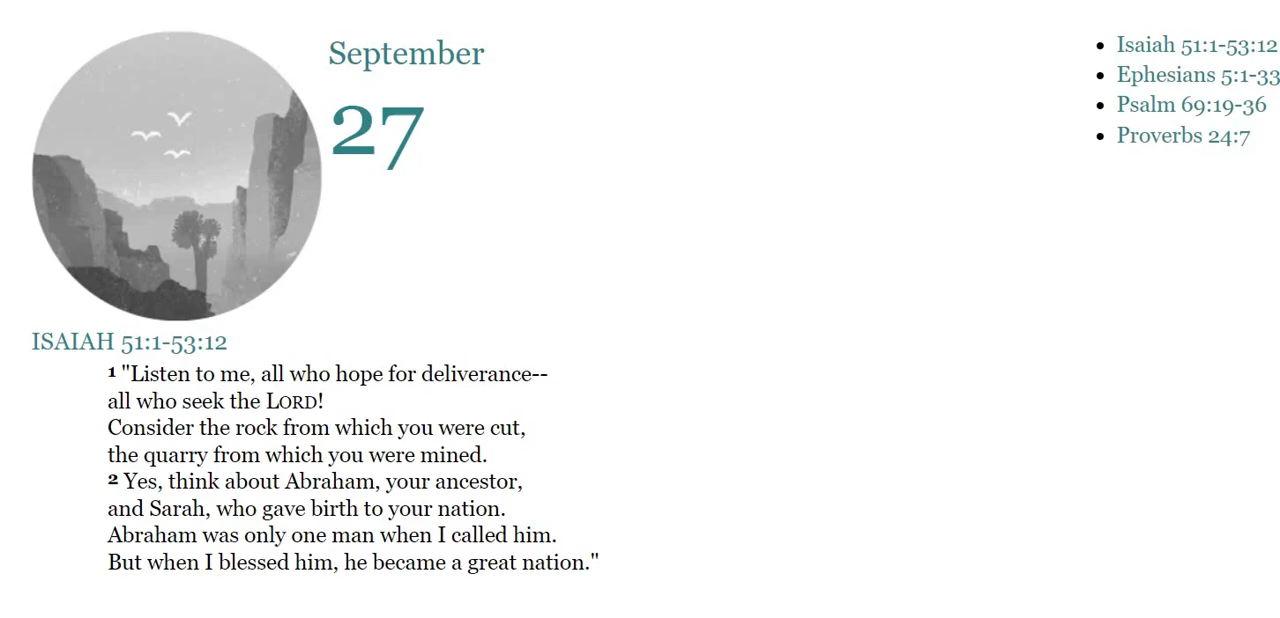 September
27
Isaiah 51:1-53:12
Ephesians 5:1-33
Psalm 69:19-36
Proverbs 24:7
ISAIAH 51:1-53:12
1 "Listen to me, all who hope for deliverance--
all who seek the LORD!
Consider the rock from which you were cut,
the quarry from which you were mined.
2 Yes, think about Abraham, your ancestor,
and Sarah, who gave birth to your nation.
Abraham was only one man when I called him.
But when I blessed him, he became a great nation."